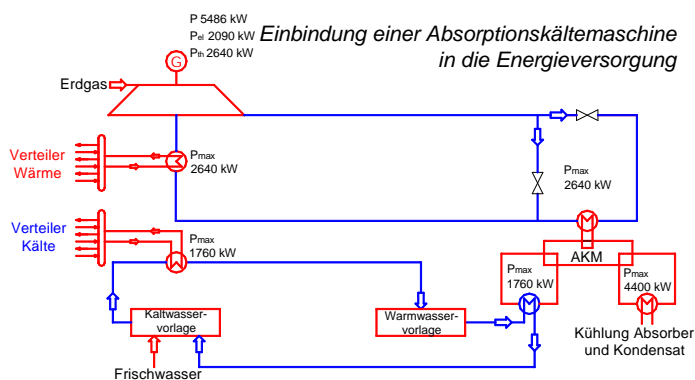 P 5486 kW
Pel 2090 kW
Pth 2640 kW
G
Einbindung einer Absorptionskältemaschine
in die Energieversorgung
Erdgas
Verteiler
Wärme
Pmax
2640 kW
Pmax
2640 kW
Verteiler
Kälte
Pmax
1760 kW
AKM
Pmax
1760 kW
Pmax
4400 kW
Kaltwasser-
vorlage
Warmwasser-
vorlage
Kühlung Absorber
und Kondensat
Frischwasser